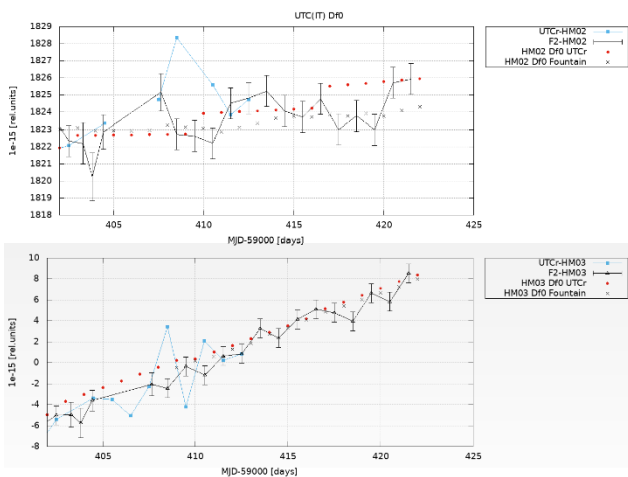 UTC(IT) Df0
1829
1828
1827
1826
1825
1824
1823
1822
1821
1820
1819
1818
1e-15 [rel.units]
405
410
415
420
425
MJD-59000 [days]
UTCr-HM02
F2-HM02
HM02 Df0 UTCr
HM02 Df0 Fountain
10
8
6
4
2
0
-2
-4
-6
-8
1e-15 [rel.units]
405
410
415
420
425
MJD-59000 [days]
UTCr-HM03
F2-HM03
HM03 Df0 UTCr
HM03 Df0 Fountain